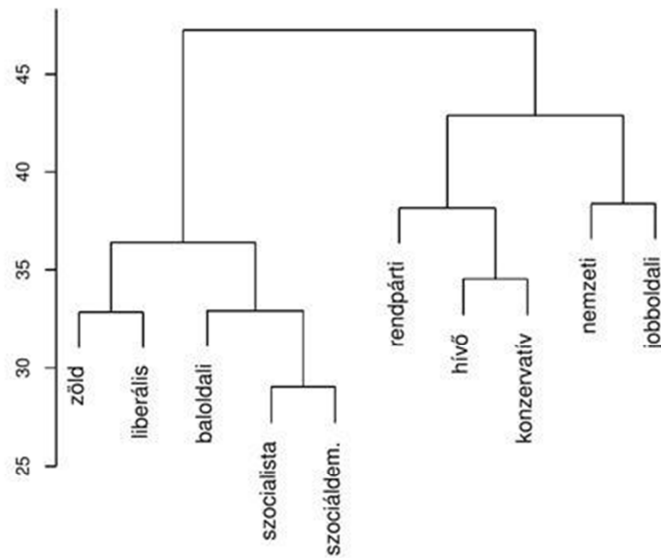 45
40
35
30
25
zöld
liberális
baloldali
szocialista
szociáldem.
rendpárti
hívő
konzervatív
nemzeti
jobboldali